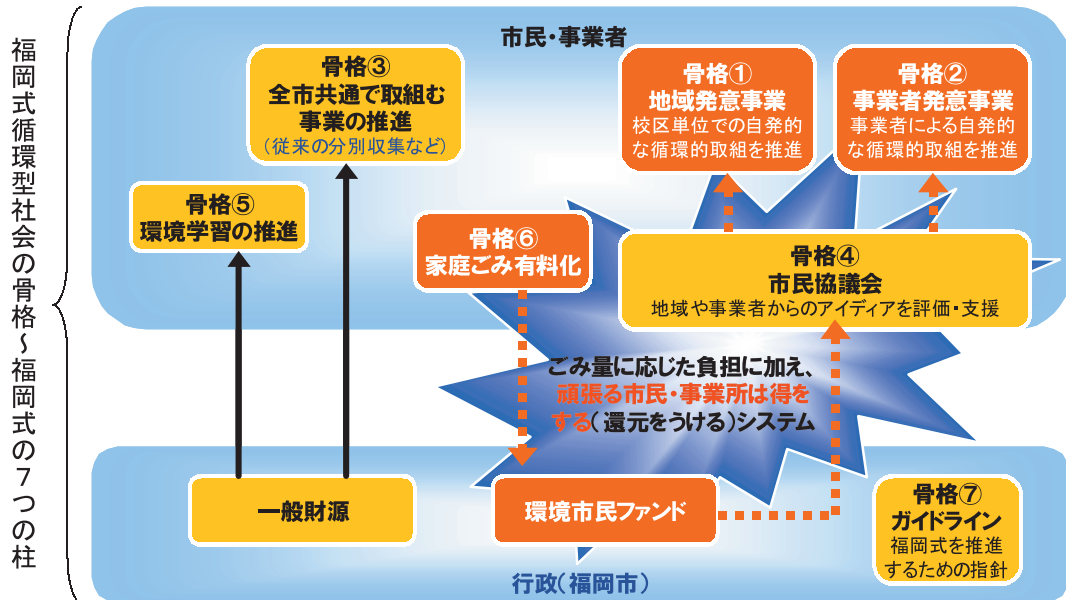 福岡式循環型社会の骨格～福岡式の7つの柱
市民・事業者
骨格③
全市共通で取組む
事業の推進
(従来の分別収集など)
骨格①
地域発意事業
校区単位での自発的
な循環的取組を推進
骨格②
事業者発意事業
事業者による自発的
な循環的取組を推進
骨格⑤
環境学習の推進
骨格⑥
家庭ごみ有料化
骨格④
市民協議会
地域や事業者からのアイディアを評価・支援
ごみ量に応じた負担に加え、
頑張る市民・事業所は得を
する(還元をうける)システム
一般財源
環境市民ファンド
骨格⑦
ガイドライン
福岡式を推進
するための指針
行政(福岡市)